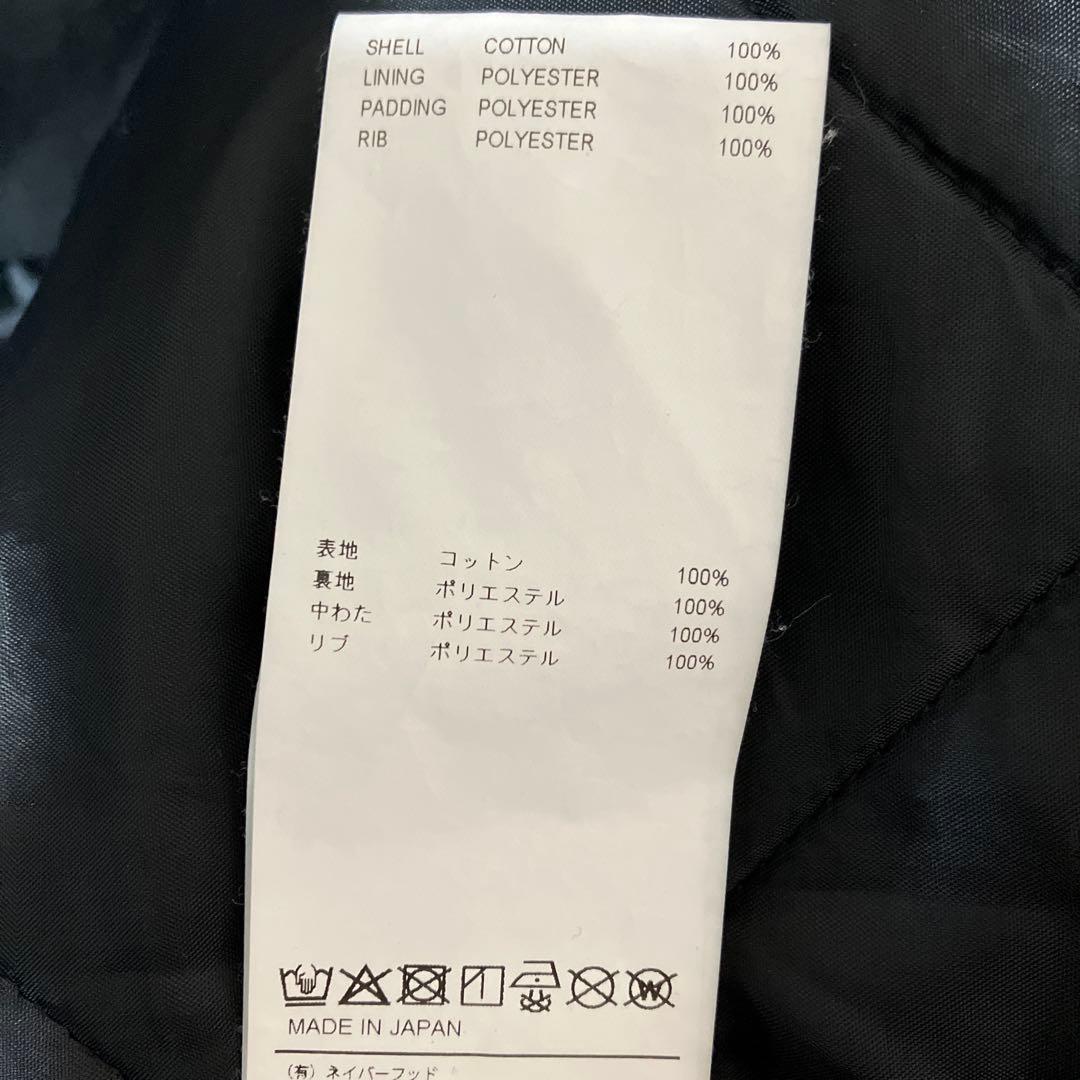 SHELL COTTON 100%
LINING POLYESTER 100%
PADDING POLYESTER 100%
RIB POLYESTER 100%
表地 コットン 100%
裏地 ポリエステル 100%
中わた ポリエステル 100%
リブ ポリエステル 100%
MADE IN JAPAN
(有) ネイバーフッド